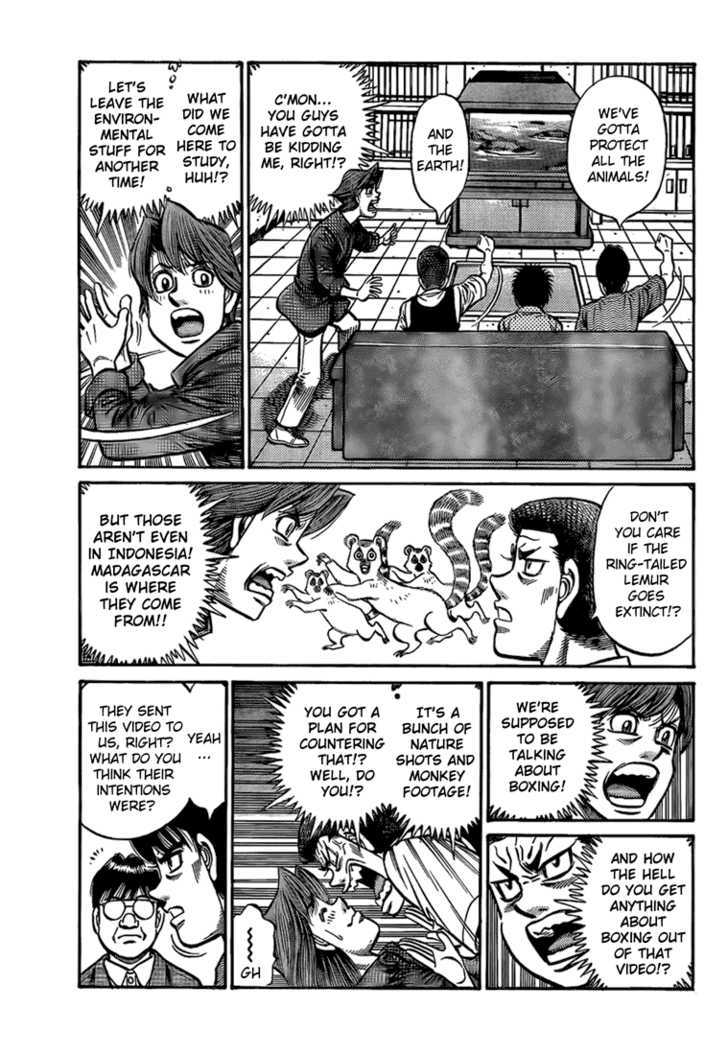 WE'VE
GOTTA
PROTECT
ALL THE
ANIMALS!
AND
THE
EARTH!
C'MON...
YOU GUYS
HAVE GOTTA
BE KIDDING
ME, RIGHT!?
WHAT
DID WE
COME
HERE TO
STUDY,
HUH!?
LET'S
LEAVE THE
ENVIRON-
MENTAL
STUFF FOR
ANOTHER
TIME!
DON'T
YOU CARE
IF THE
RING-TAILED
LEMUR
GOES
EXTINCT!?
BUT THOSE
AREN'T EVEN
IN INDONESIA!
MADAGASCAR
IS WHERE
THEY COME
FROM!!
WE'RE
SUPPOSED
TO BE
TALKING
ABOUT
BOXING!
AND HOW
THE HELL
DO YOU GET
ANYTHING
ABOUT
BOXING OUT
OF THAT
VIDEO!?
IT'S A
BUNCH OF
NATURE
SHOTS AND
MONKEY
FOOTAGE!
YOU GOT A
PLAN FOR
COUNTERING
THAT!?
WELL, DO
YOU!?
GH
YEAH
...
THEY SENT
THIS VIDEO TO
US, RIGHT?
WHAT DO YOU
THINK THEIR
INTENTIONS
WERE?